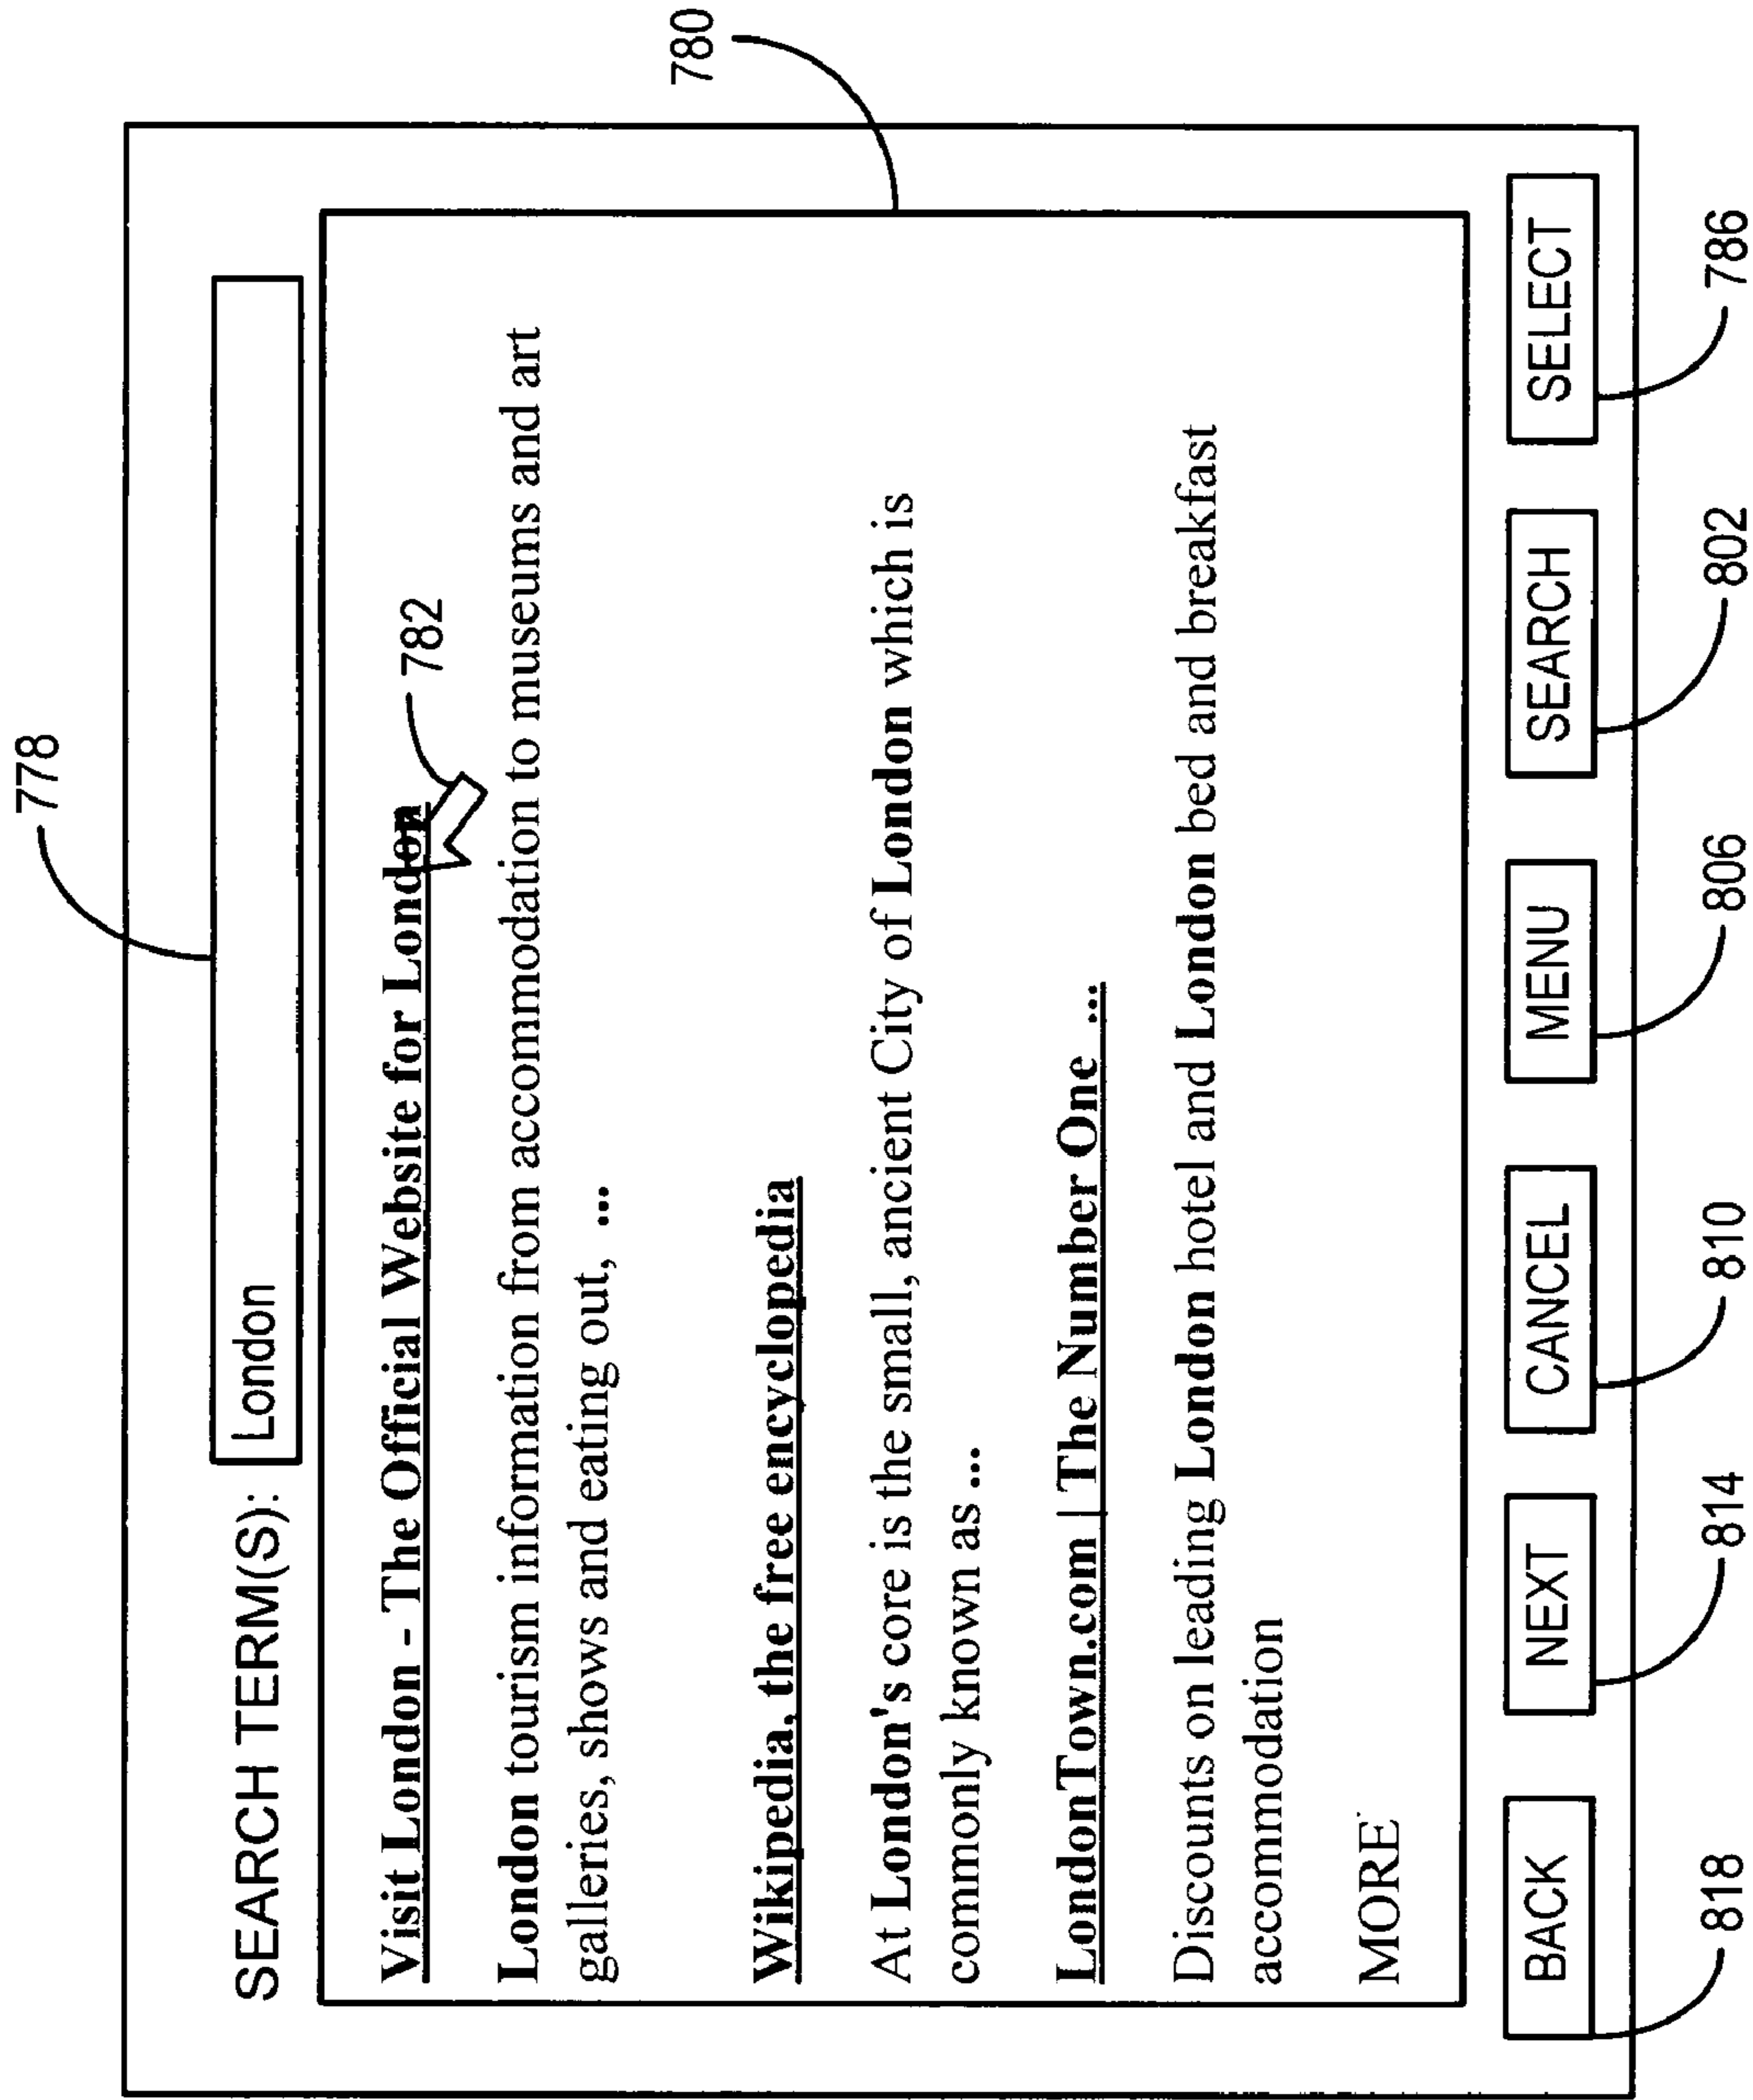 778
SEARCH TERM(S): London
780
Visit London - The Official Website for London
782
London tourism information from accommodation to museums and art
galleries, shows and eating out, ...
Wikipedia, the free encyclopedia
At London's core is the small, ancient City of London which is
commonly known as ...
LondonTown.com | The Number One ...
Discounts on leading London hotel and London bed and breakfast
accommodation
MORE
BACK NEXT CANCEL MENU SEARCH SELECT
818 814 810 806 802 786